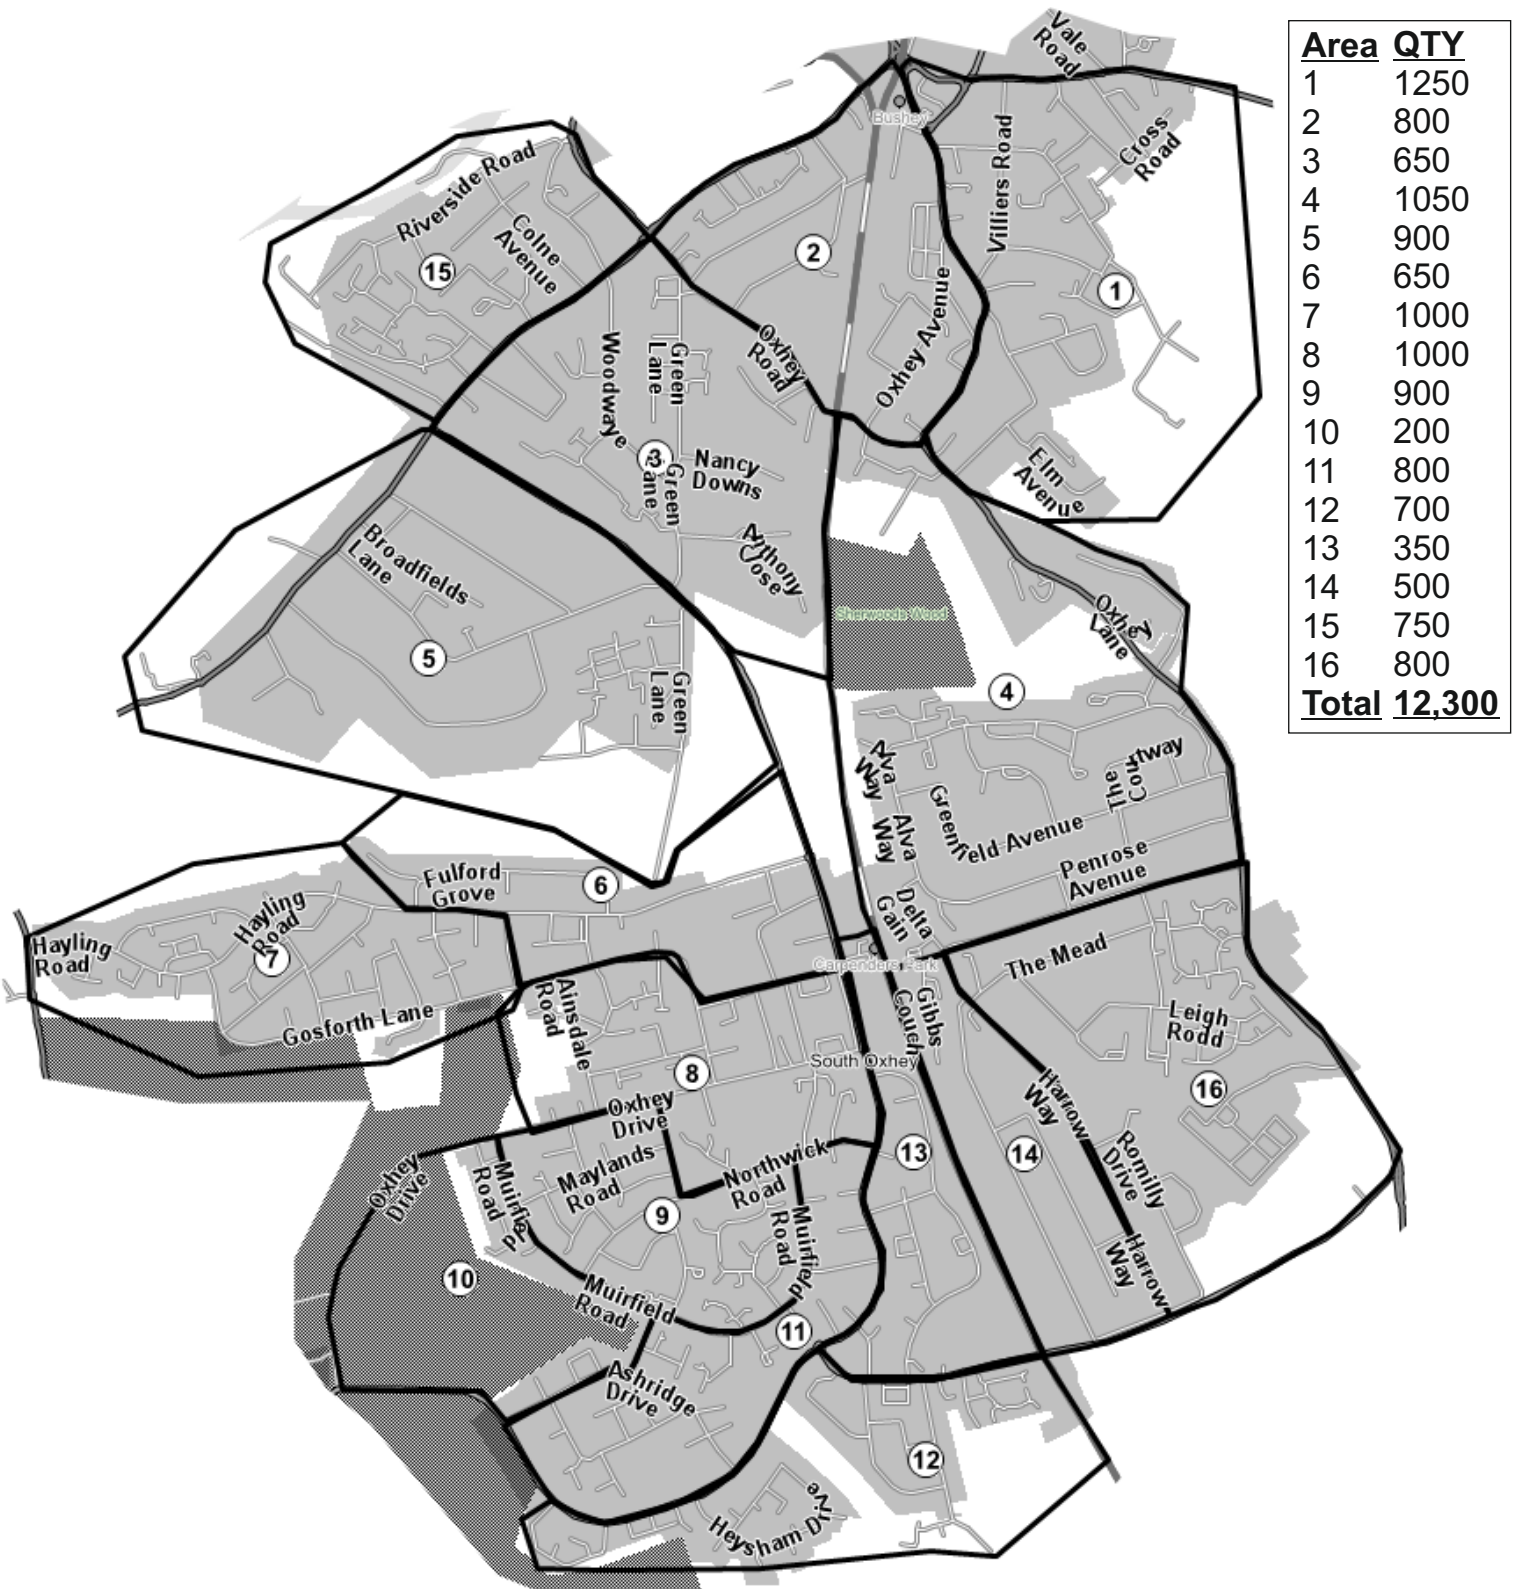 Area QTY
1 1250
2 800
3 650
4 1050
5 900
6 650
7 1000
8 1000
9 900
10 200
11 800
12 700
13 350
14 500
15 750
16 800
Total 12,300
Vale
Road
Bushey
Cross
Road
Villiers Road
Riverside Road
Colne
Avenue
15
2
1
Oxhey Avenue
Oxhey
Road
Green
Lane
Woodwaye
3
Green
Lane
Nancy
Downs
Elm
Avenue
Anthony
Close
Broadfields
Lane
Sherwoods Wood
Oxhey
Lane
5
4
Green
Lane
Alva
Way
The
Courtway
Alva
Way
Greenfield Avenue
Penrose
Avenue
Fulford
Grove
6
Delta
Gain
Hayling
Road
Hayling
Road
7
Carpenders Park
The Mead
Gosforth Lane
Ainsdale
Road
Gibbs
Couch
Leigh
Rodd
South Oxhey
8
16
Oxhey
Drive
Harrow
Way
Maylands
Road
Northwick
Road
13
14
Romilly
Drive
Oxhey
Drive
Muirfield
Road
9
Muirfield
Road
Harrow
Way
10
Muirfield
Road
11
Ashridge
Drive
12
Heysham Drive